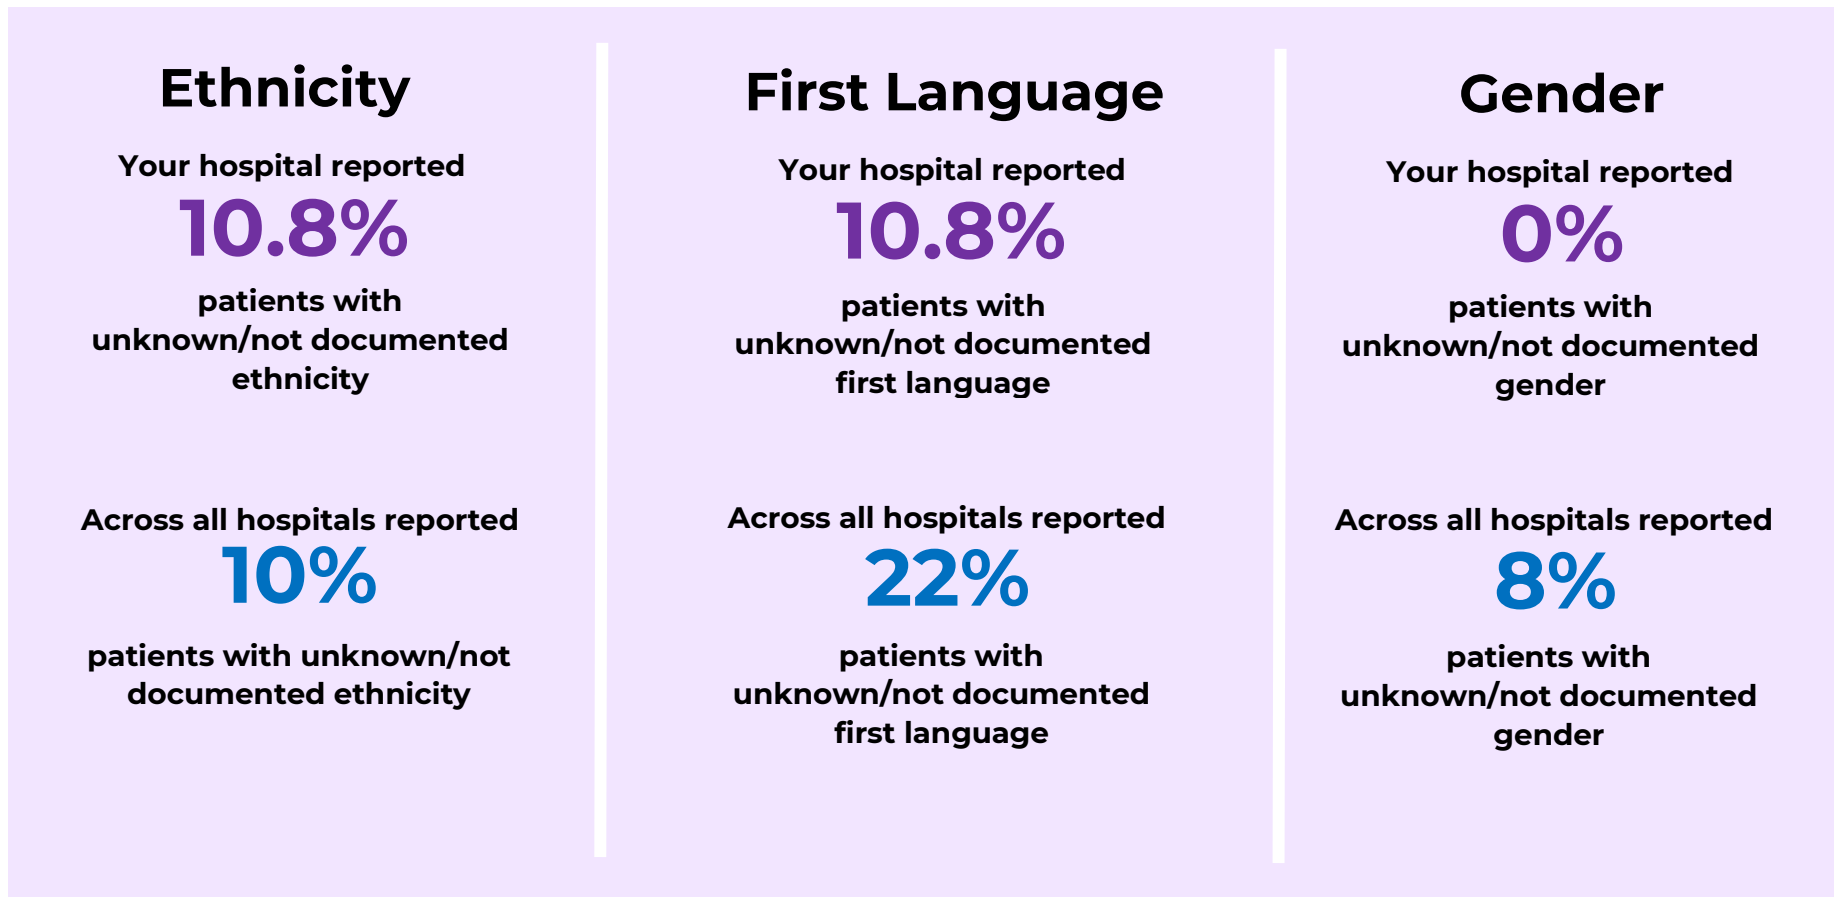 Ethnicity
Your hospital reported
10.8%
patients with
unknown/not documented
ethnicity
Across all hospitals reported
10%
patients with unknown/not
documented ethnicity
First Language
Your hospital reported
10.8%
patients with
unknown/not documented
first language
Across all hospitals reported
22%
patients with
unknown/not documented
first language
Gender
Your hospital reported
0%
patients with
unknown/not documented
gender
Across all hospitals reported
8%
patients with
unknown/not documented
gender